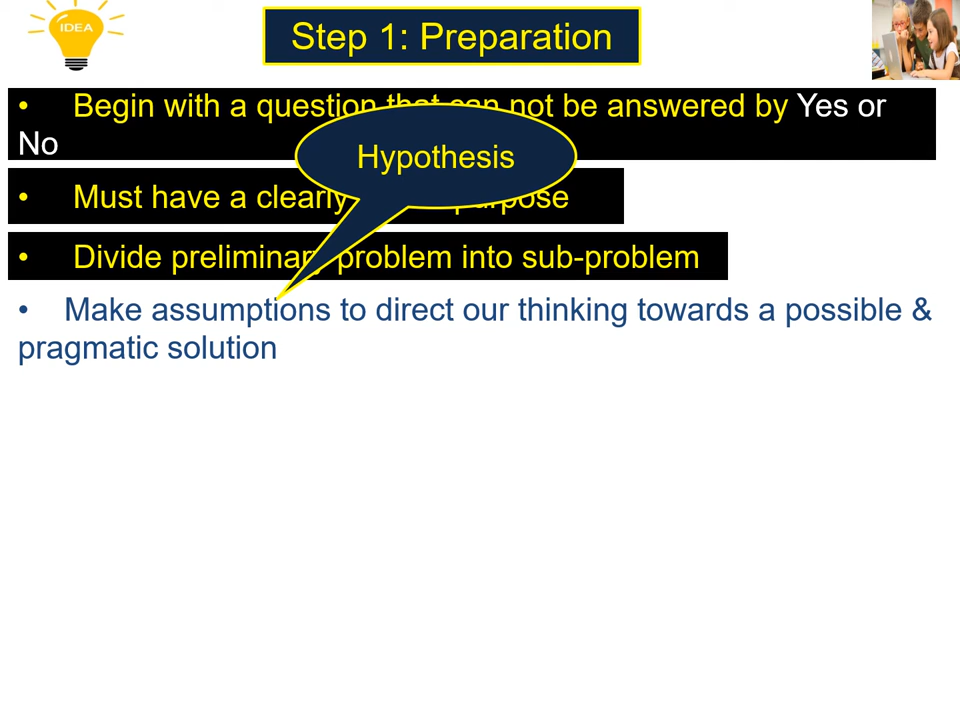 IDEA
Step 1: Preparation
• Begin with a question that can not be answered by Yes or
No
Hypothesis
• Must have a clearly purpose
• Divide preliminary problem into sub-problem
• Make assumptions to direct our thinking towards a possible &
pragmatic solution